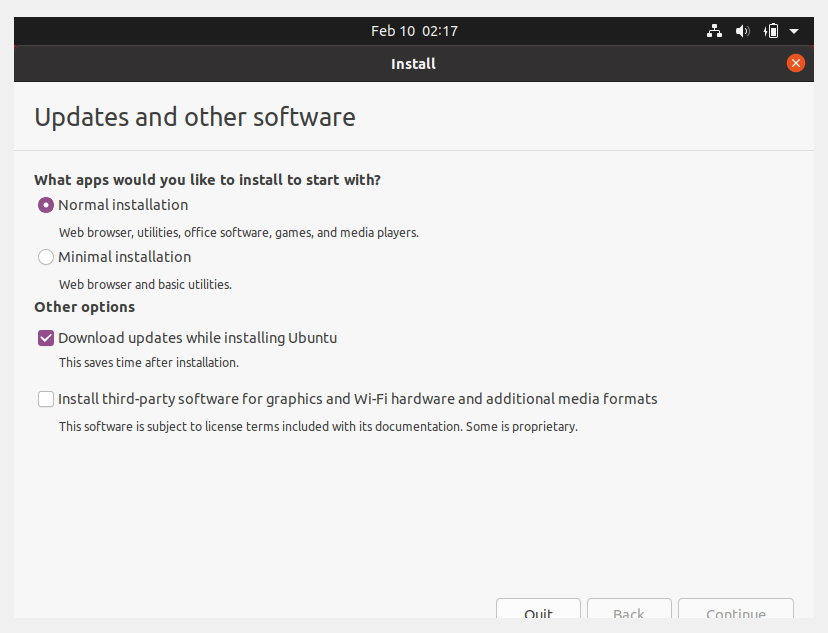 Feb 10 02:17
Install
Updates and other software
What apps would you like to install to start with?
Normal installation
Web browser, utilities, office software, games, and media players.
Minimal installation
Web browser and basic utilities.
Other options
Download updates while installing Ubuntu
This saves time after installation.
Install third-party software for graphics and Wi-Fi hardware and additional media formats
This software is subject to license terms included with its documentation. Some is proprietary.
Quit Back Continue